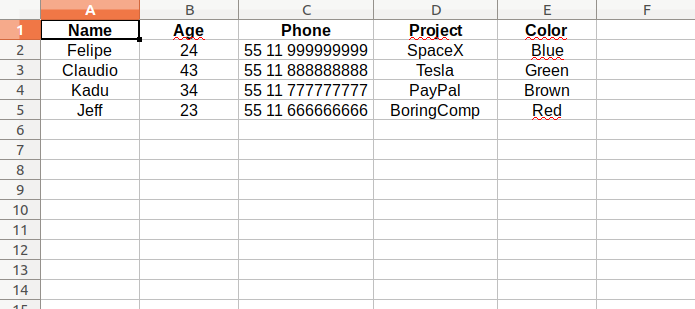 A B C D E F
1 Name Age Phone Project Color
2 Felipe 24 55 11 999999999 SpaceX Blue
3 Claudio 43 55 11 888888888 Tesla Green
4 Kadu 34 55 11 777777777 PayPal Brown
5 Jeff 23 55 11 666666666 BoringComp Red
6
7
8
9
10
11
12
13
14
15